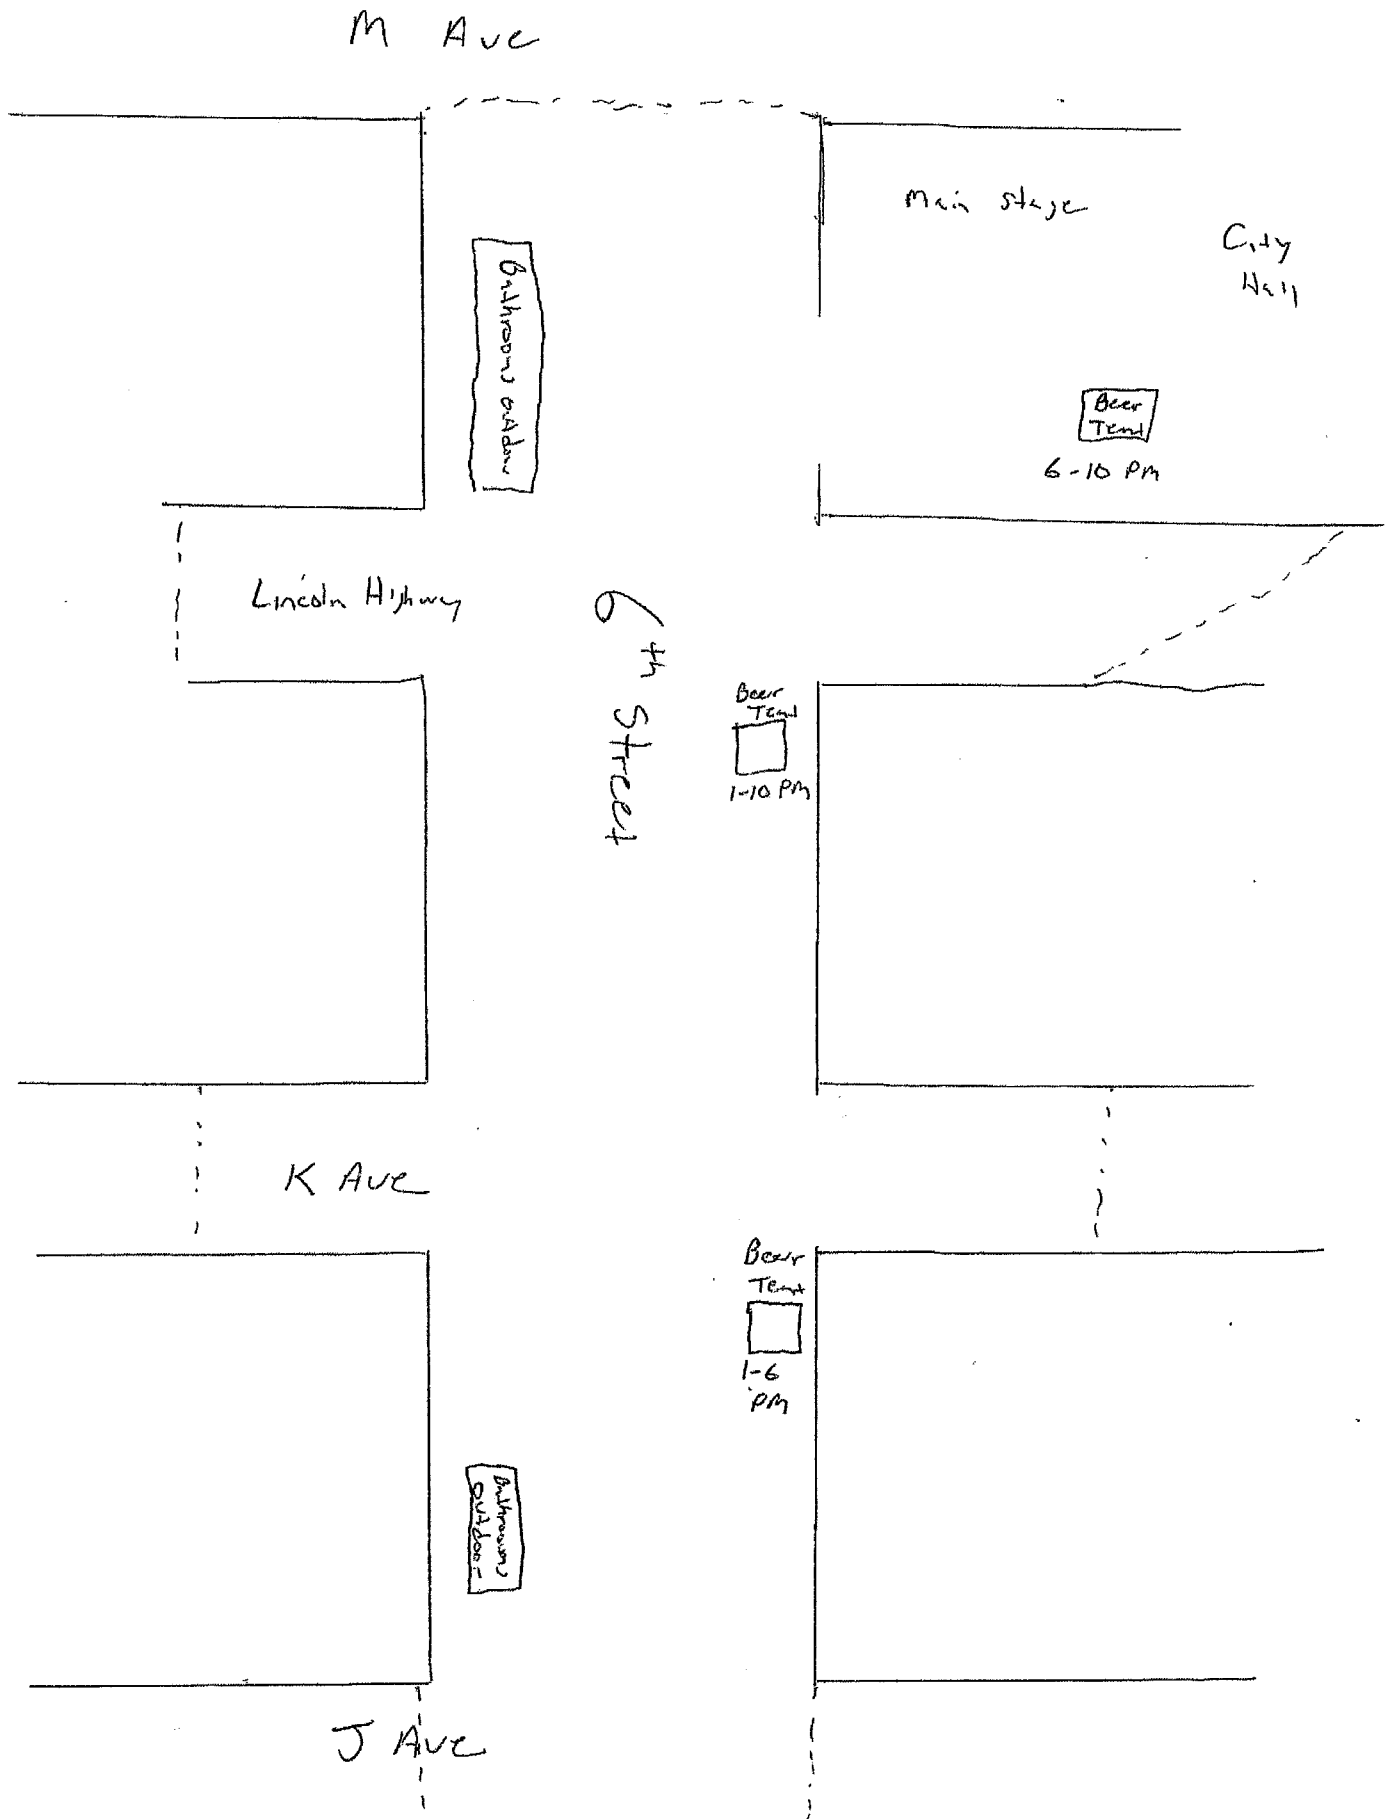 M Ave
Main Stage
City
Hall
Bathrooms outdoor
Beer
Tent
6-10 PM
Lincoln Highway
6th Street
Beer
Tent
1-10 PM
K Ave
Beer
Tent
1-6
PM
Bathrooms
outdoor
J Ave